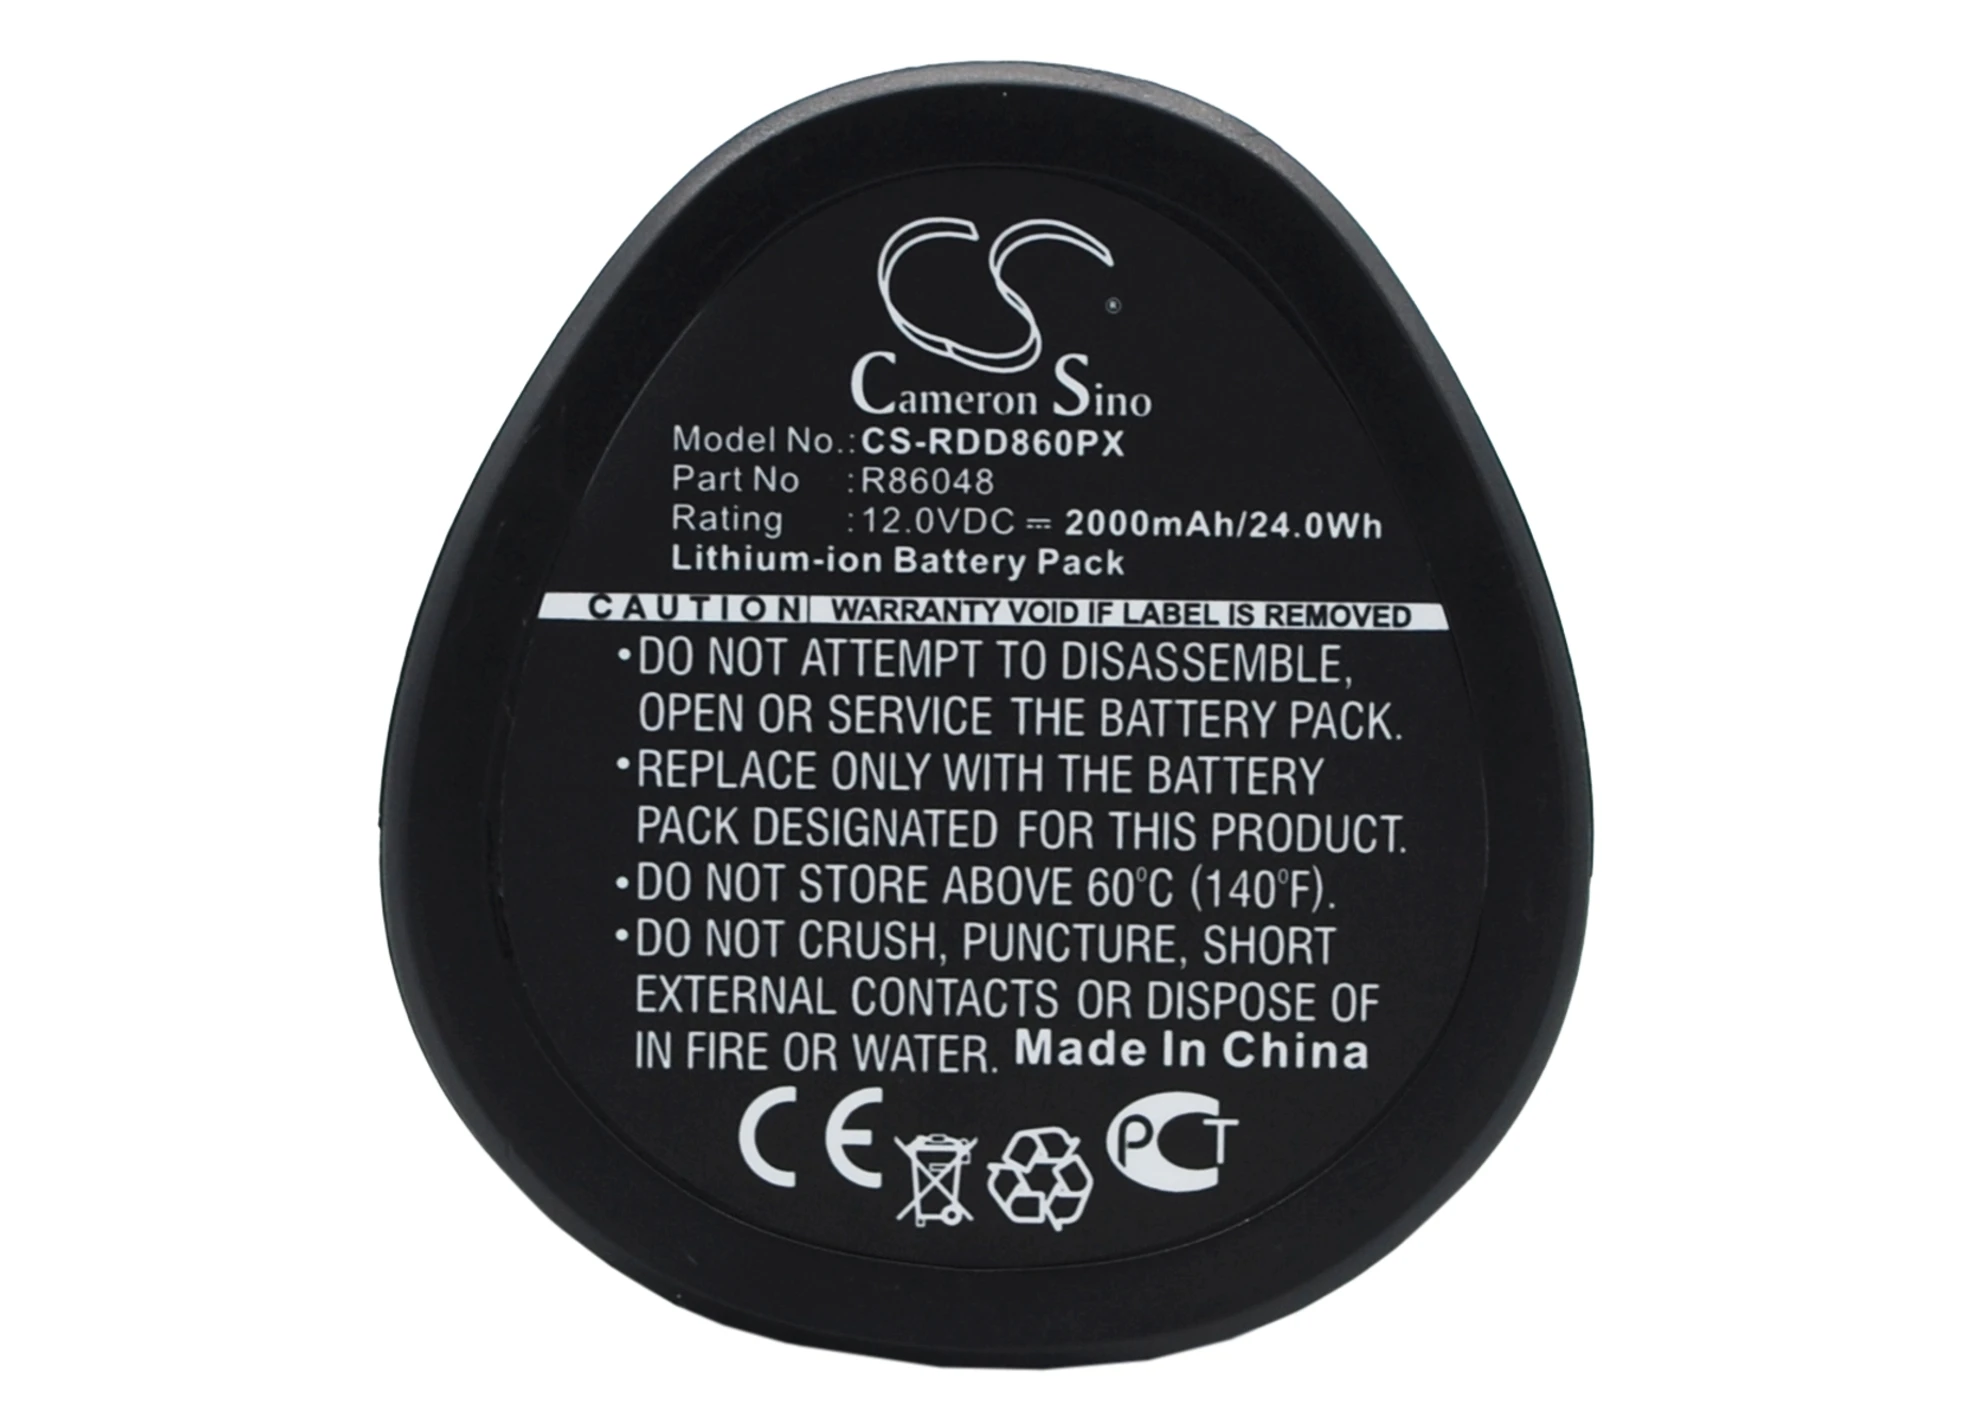 CS ®
Cameron Sino
Model No.: CS-RDD860PX
Part No : R86048
Rating : 12.0VDC ⎓ 2000mAh/24.0Wh
Lithium-ion Battery Pack
CAUTION | WARRANTY VOID IF LABEL IS REMOVED
•DO NOT ATTEMPT TO DISASSEMBLE,
OPEN OR SERVICE THE BATTERY PACK.
•REPLACE ONLY WITH THE BATTERY
PACK DESIGNATED FOR THIS PRODUCT.
•DO NOT STORE ABOVE 60°C (140°F).
•DO NOT CRUSH, PUNCTURE, SHORT
EXTERNAL CONTACTS OR DISPOSE OF
IN FIRE OR WATER. Made In China
CE PCT